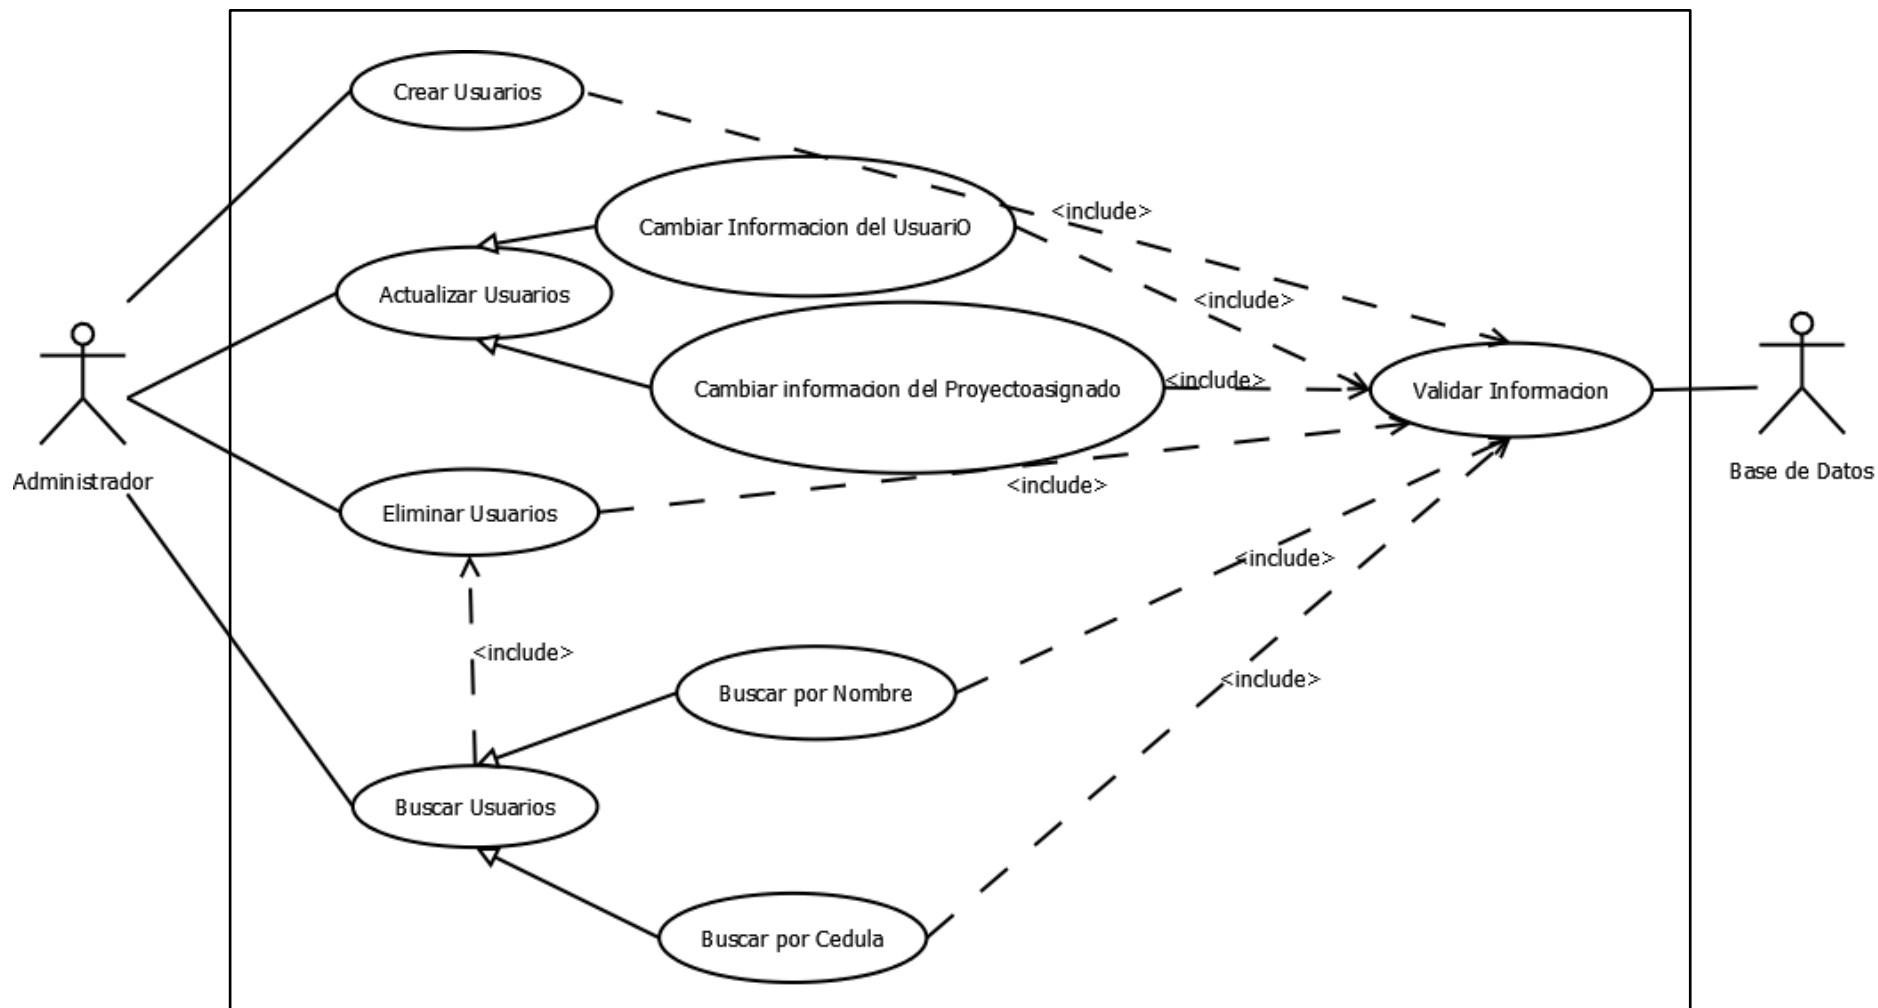 Crear Usuarios
<include>
Cambiar Informacion del UsuariO
Actualizar Usuarios
<include>
Cambiar informacion del Proyectoasignado
<include>
Validar Informacion
Administrador
Base de Datos
<include>
Eliminar Usuarios
<include>
<include>
<include>
Buscar por Nombre
Buscar Usuarios
Buscar por Cedula